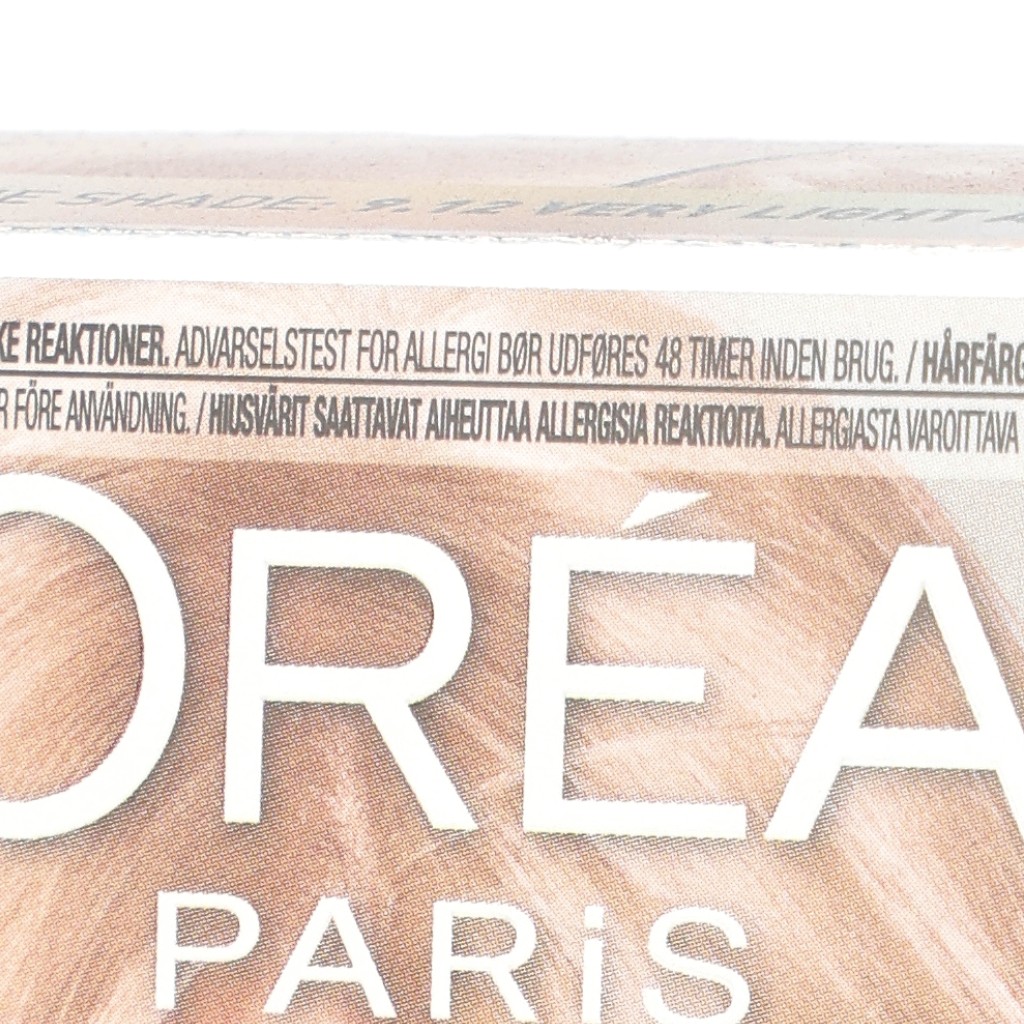 SHADE: 9.12 VERY LIGHT
REAKTIONER. ADVARSELSTEST FOR ALLERGI BØR UDFØRES 48 TIMER INDEN BRUG. / HÅRFÄRG
FÖRE ANVÄNDNING. / HIUSVÄRIT SAATTAVAT AIHEUTTAA ALLERGISIA REAKTIOITA. ALLERGIASTA VAROITTAVA
ORÉA
PARiS